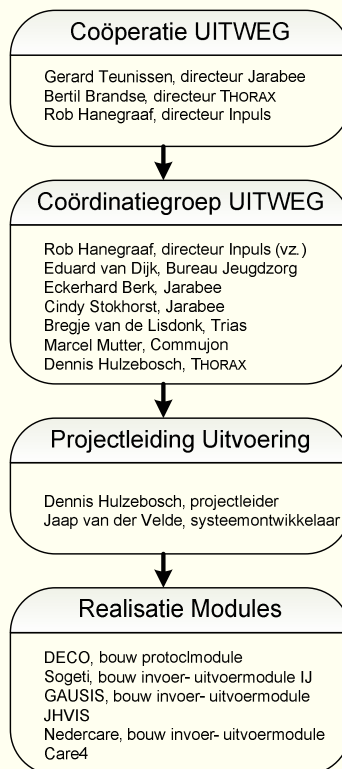 Coöperatie UITWEG
Gerard Teunissen, directeur Jarabee
Bertil Brandse, directeur THORAX
Rob Hanegraaf, directeur Inpuls
Coördinatiegroep UITWEG
Rob Hanegraaf, directeur Inpuls (vz.)
Eduard van Dijk, Bureau Jeugdzorg
Eckerhard Berk, Jarabee
Cindy Stokhorst, Jarabee
Bregje van de Lisdonk, Trias
Marcel Mutter, Commujon
Dennis Hulzebosch, THORAX
Projectleiding Uitvoering
Dennis Hulzebosch, projectleider
Jaap van der Velde, systeemontwikkelaar
Realisatie Modules
DECO, bouw protoclmodule
Sogeti, bouw invoer- uitvoermodule IJ
GAUSIS, bouw invoer- uitvoermodule
JHVIS
Nedercare, bouw invoer- uitvoermodule
Care4